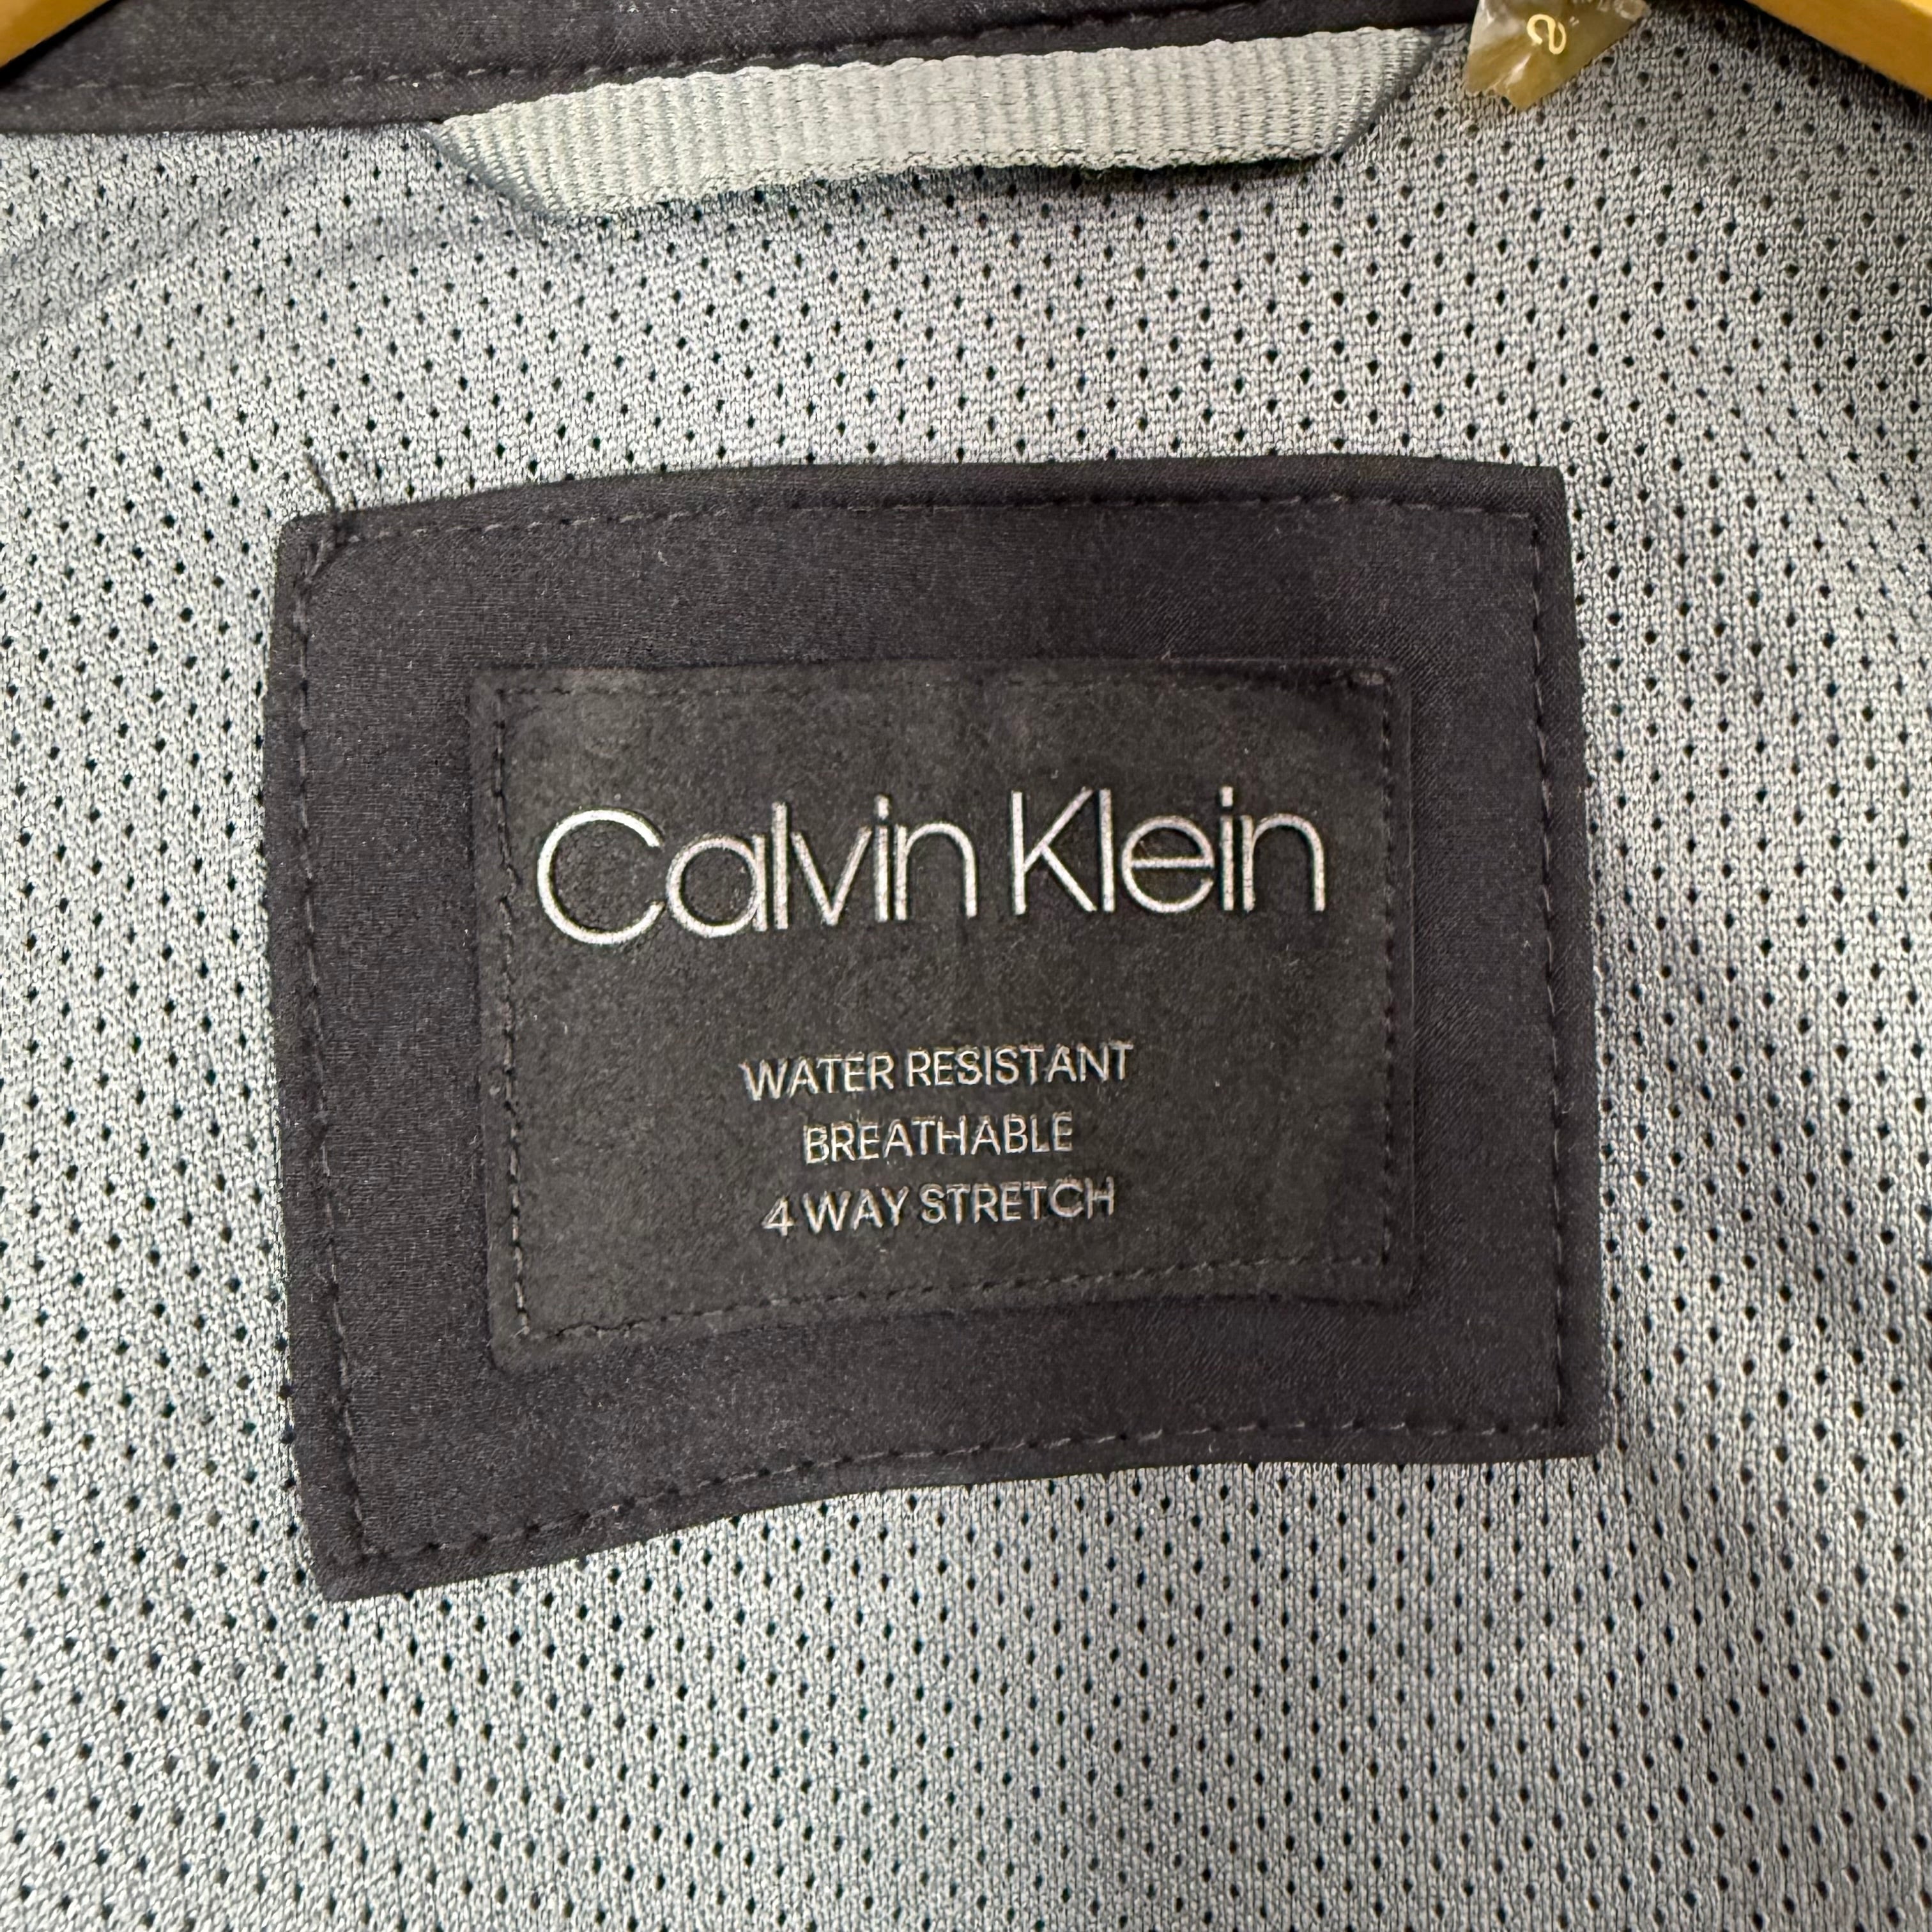 Calvin Klein
WATER RESISTANT
BREATHABLE
4 WAY STRETCH